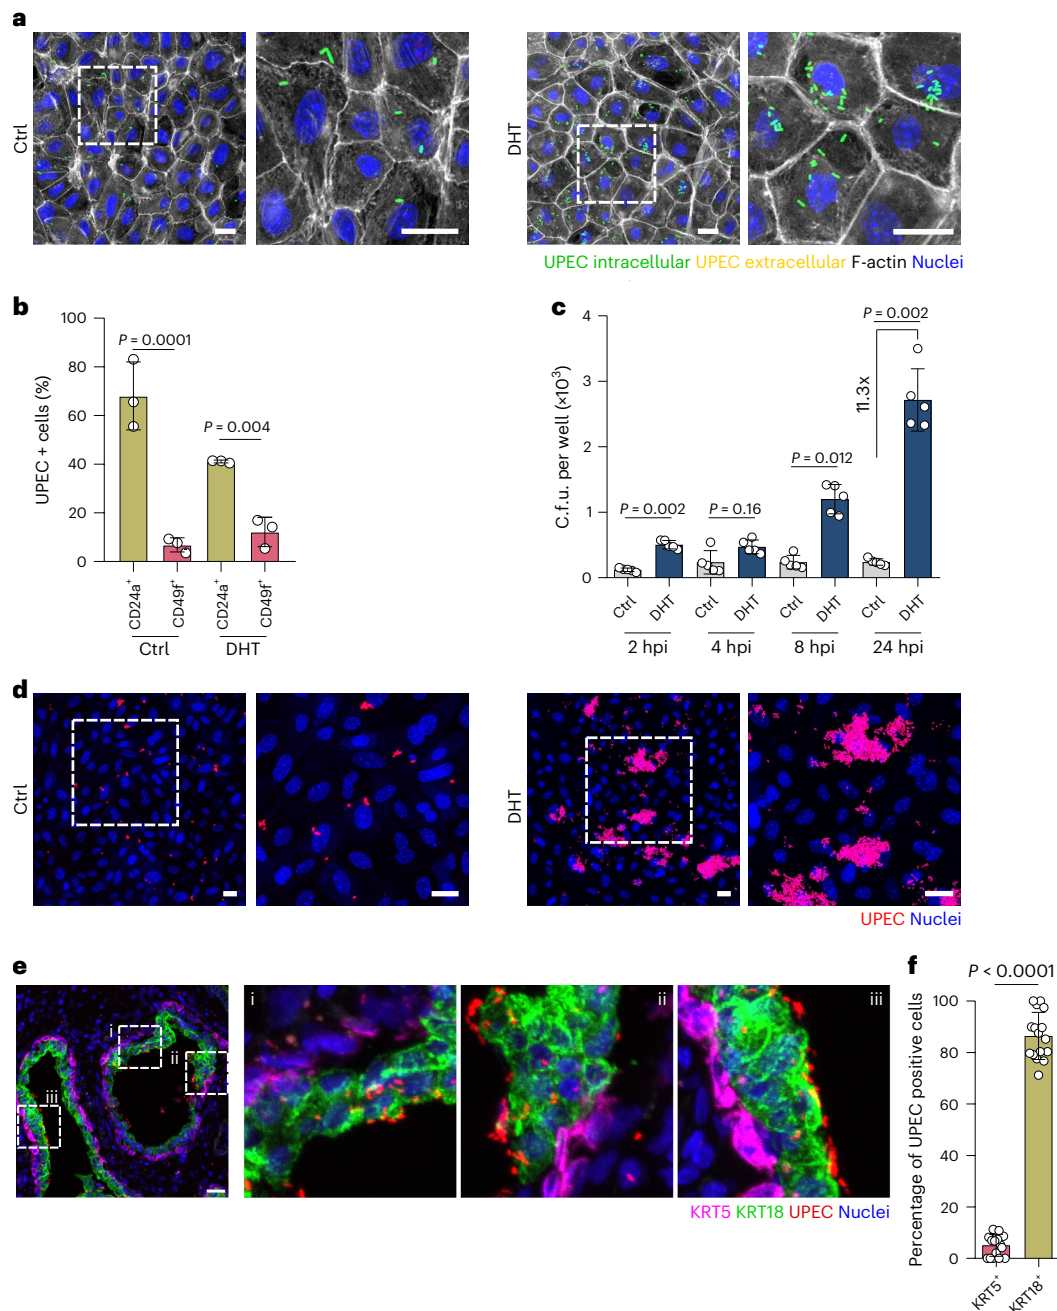 a
Ctrl
DHT
UPEC intracellular UPEC extracellular F-actin Nuclei
b
UPEC + cells (%)
100
80
60
40
20
0
P = 0.0001
P = 0.004
CD24a+
CD49f+
CD24a+
CD49f+
Ctrl
DHT
c
C.f.u. per well (×10³)
4
3
2
1
0
P = 0.002
P = 0.16
P = 0.012
P = 0.002
11.3x
Ctrl
DHT
Ctrl
DHT
Ctrl
DHT
Ctrl
DHT
2 hpi
4 hpi
8 hpi
24 hpi
d
Ctrl
DHT
UPEC Nuclei
e
i
ii
iii
i
ii
iii
KRT5 KRT18 UPEC Nuclei
f
P < 0.0001
Percentage of UPEC positive cells
100
80
60
40
20
0
KRT5+
KRT18+